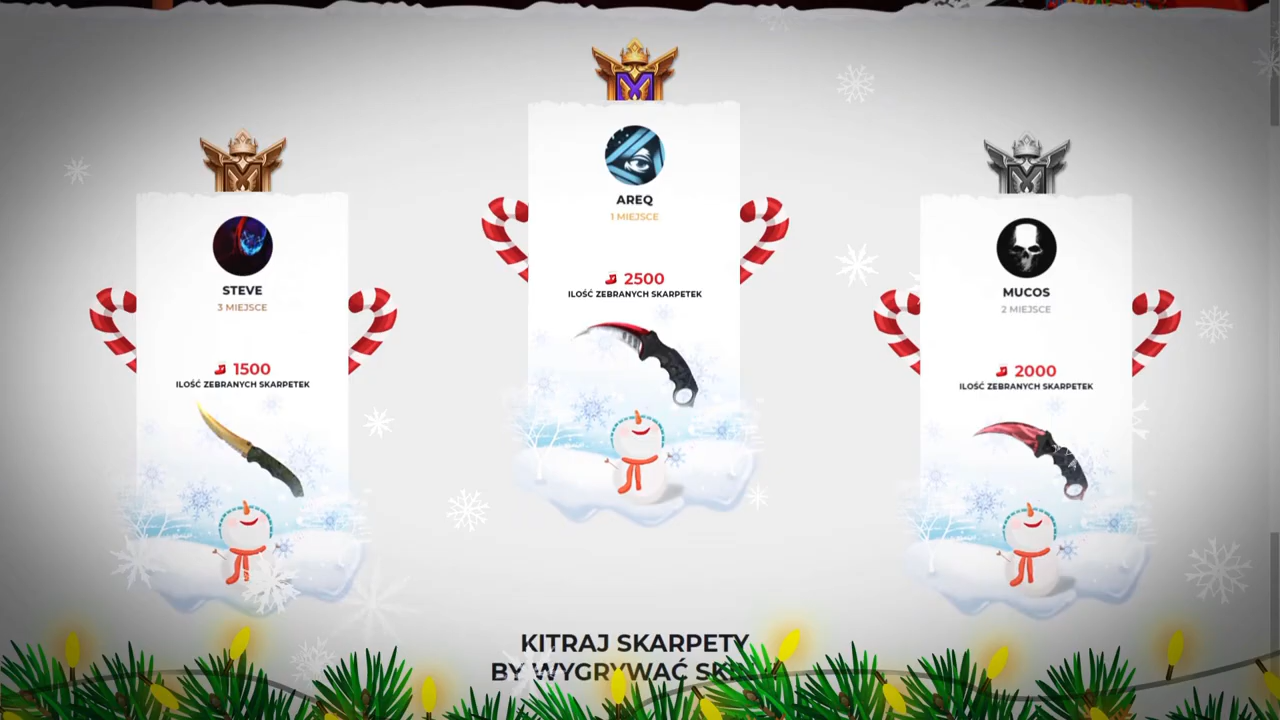 STEVE
3 MIEJSCE
1500
ILOŚĆ ZEBRANYCH SKARPETEK
AREQ
1 MIEJSCE
2500
ILOŚĆ ZEBRANYCH SKARPETEK
MUCOS
2 MIEJSCE
2000
ILOŚĆ ZEBRANYCH SKARPETEK
KITRAJ SKARPETY
BY WYGRYWAĆ